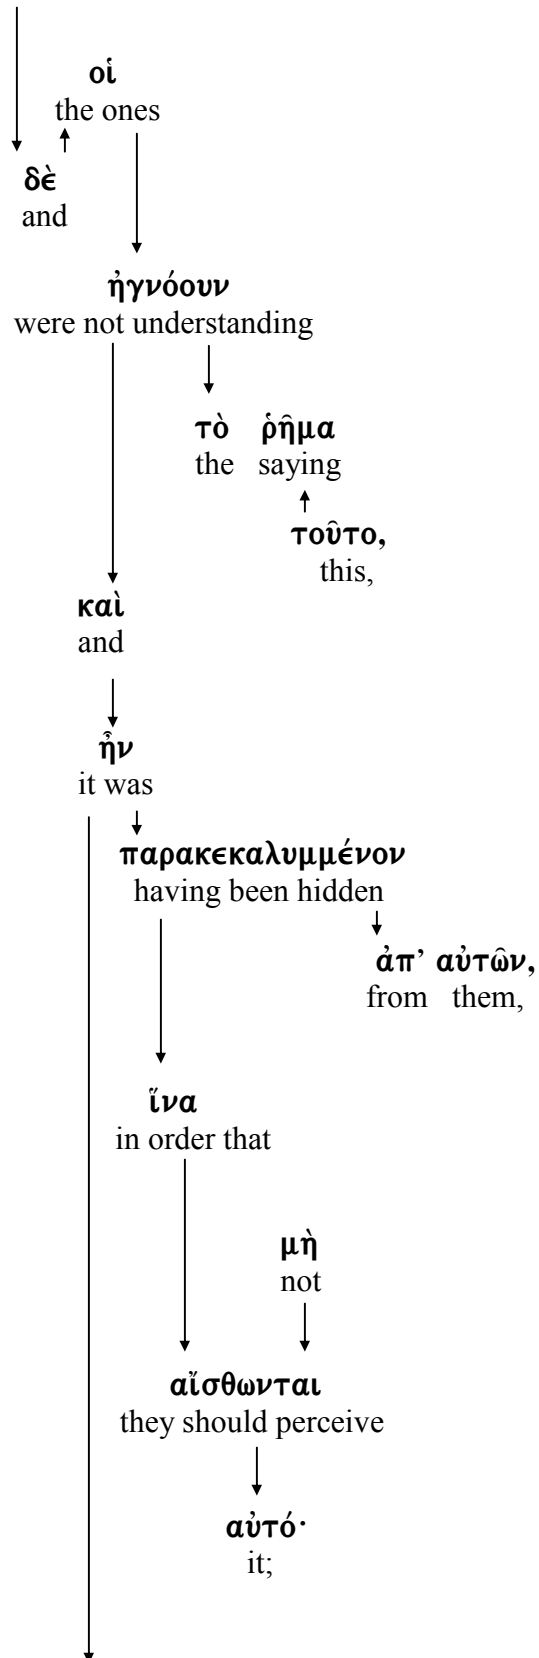 οἱ
the ones
δὲ
and
ἠγνόουν
were not understanding
τὸ ῥῆμα
the saying
τοῦτο,
this,
καὶ
and
ἦν
it was
παρακεκαλυμμένον
having been hidden
ἀπ’ αὐτῶν,
from them,
ἵνα
in order that
μὴ
not
αἴσθωνται
they should perceive
αὐτό·
it;